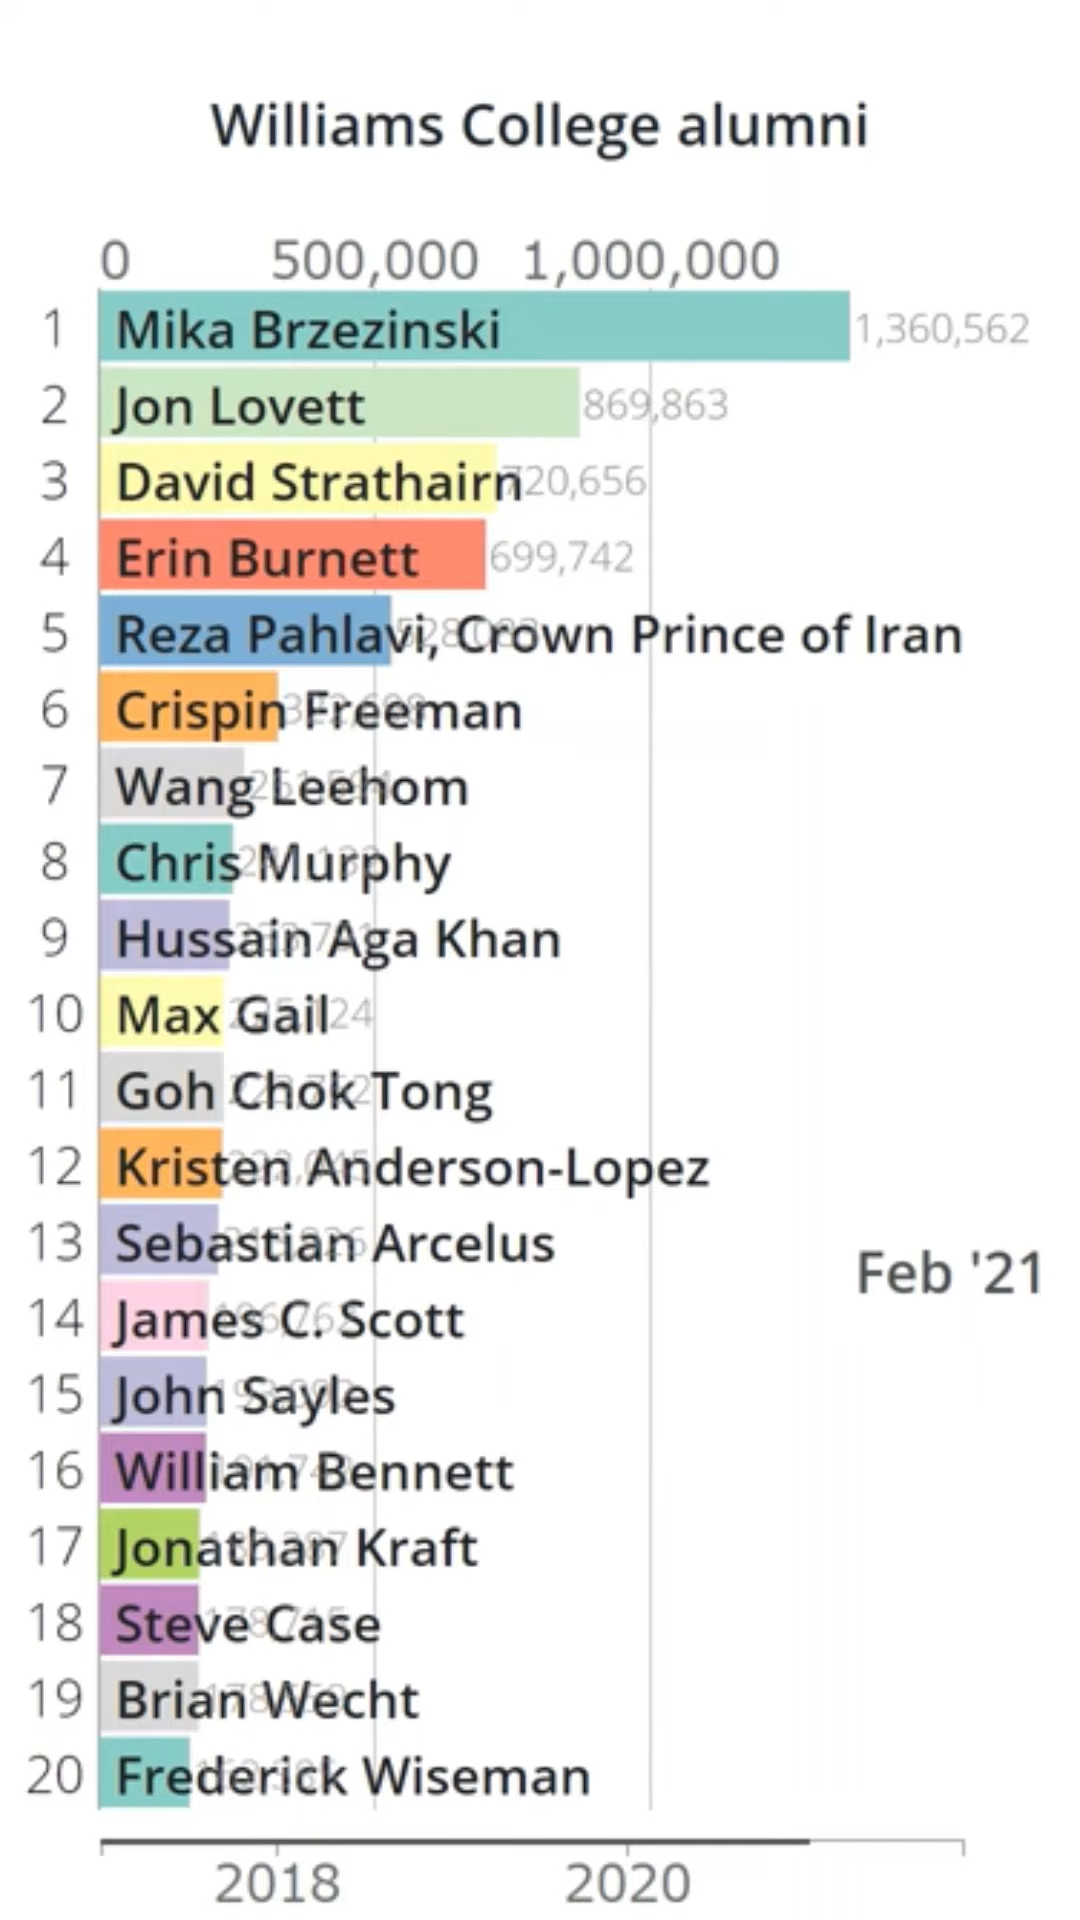 Williams College alumni
0 500,000 1,000,000
1 Mika Brzezinski 1,360,562
2 Jon Lovett 869,863
3 David Strathairn 720,656
4 Erin Burnett 699,742
5 Reza Pahlavi, Crown Prince of Iran
6 Crispin Freeman
7 Wang Leehom
8 Chris Murphy
9 Hussain Aga Khan
10 Max Gail
11 Goh Chok Tong
12 Kristen Anderson-Lopez
13 Sebastian Arcelus
Feb '21
14 James C. Scott
15 John Sayles
16 William Bennett
17 Jonathan Kraft
18 Steve Case
19 Brian Wecht
20 Frederick Wiseman
2018 2020